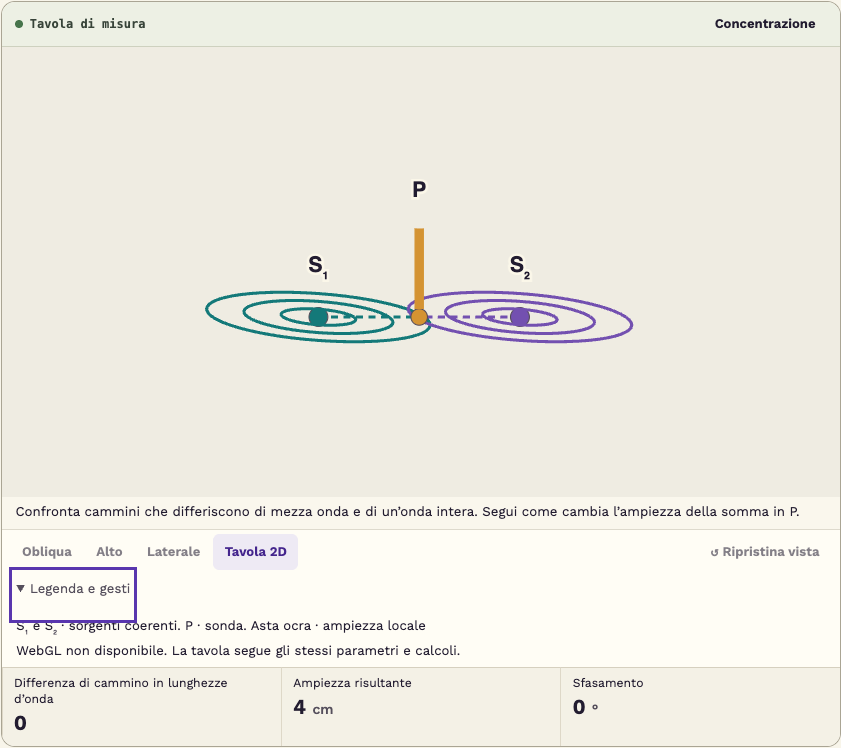 Tavola di misura
Concentrazione
P
S₁
S₂
Confronta cammini che differiscono di mezza onda e di un’onda intera. Segui come cambia l’ampiezza della somma in P.
Obliqua Alto Laterale Tavola 2D ↺ Ripristina vista
▼ Legenda e gesti
S₁ e S₂ · sorgenti coerenti. P · sonda. Asta ocra · ampiezza locale
WebGL non disponibile. La tavola segue gli stessi parametri e calcoli.
Differenza di cammino in lunghezze
d’onda
0
Ampiezza risultante
4 cm
Sfasamento
0 °